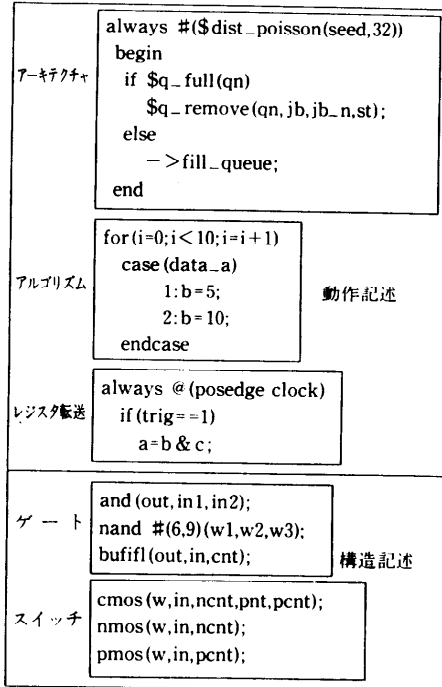 アーキテクチャ
always #($dist_poisson(seed,32))
begin
if $q_full(qn)
$q_remove(qn,jb,jb_n,st);
else
->fill_queue;
end
アルゴリズム
for(i=0;i<10;i=i+1)
case(data_a)
1:b=5;
2:b=10;
endcase
動作記述
レジスタ転送
always @(posedge clock)
if(trig==1)
a=b&c;
ゲート
and(out,in1,in2);
nand #(6,9)(w1,w2,w3);
bufifl(out,in,cnt);
構造記述
スイッチ
cmos(w,in,ncnt,pnt,pcnt);
nmos(w,in,ncnt);
pmos(w,in,pcnt);